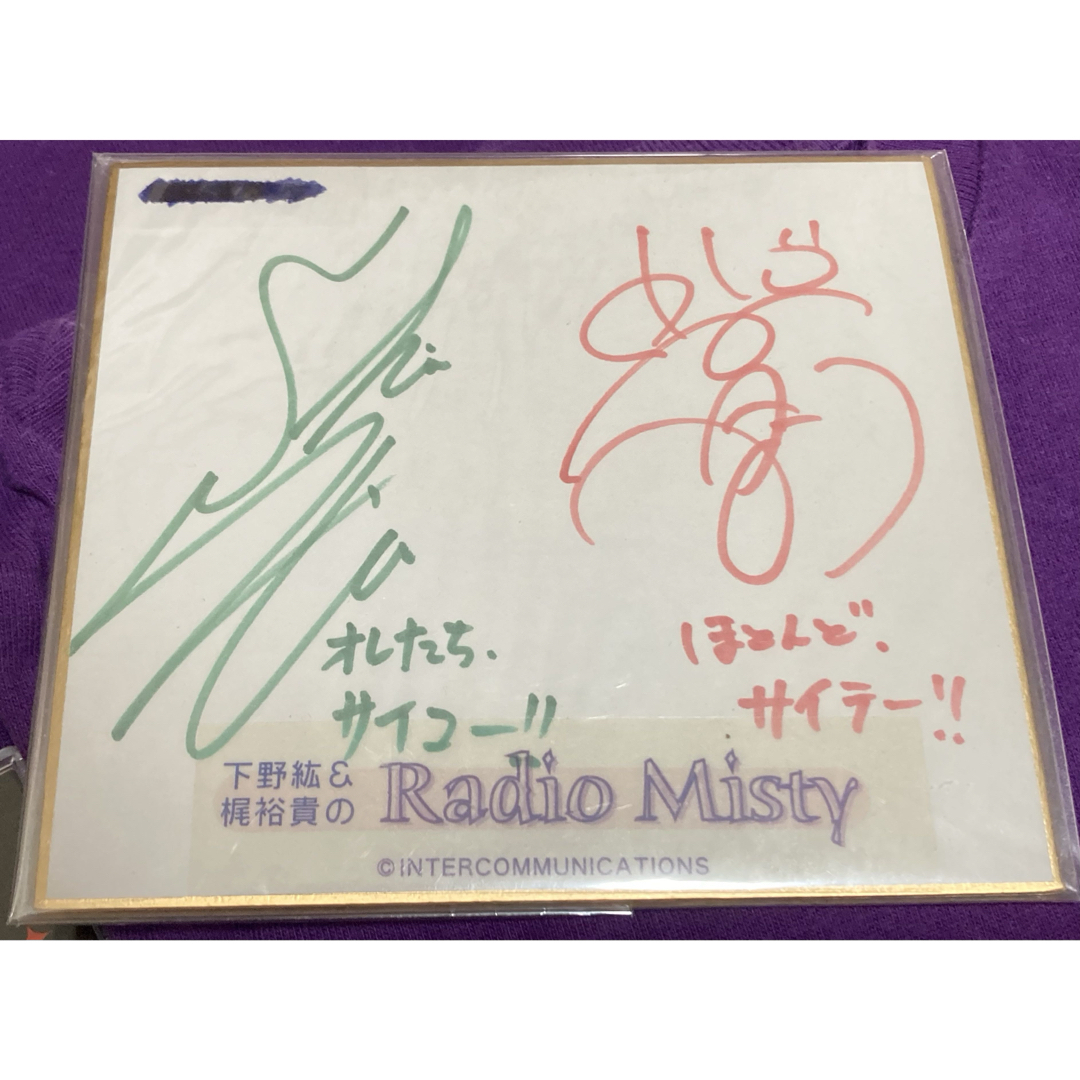 オレたち、
サイコー!!
ほとんど、
サイテー!!
下野紘&
梶裕貴の
Radio Misty
©INTERCOMMUNICATIONS